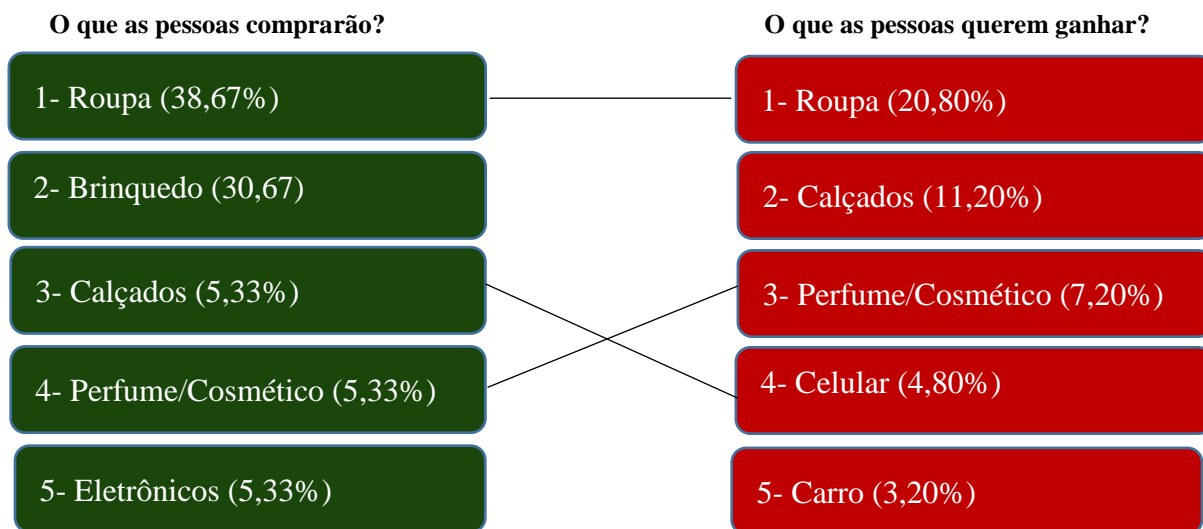 O que as pessoas comprarão?
1- Roupa (38,67%)
2- Brinquedo (30,67)
3- Calçados (5,33%)
4- Perfume/Cosmético (5,33%)
5- Eletrônicos (5,33%)
O que as pessoas querem ganhar?
1- Roupa (20,80%)
2- Calçados (11,20%)
3- Perfume/Cosmético (7,20%)
4- Celular (4,80%)
5- Carro (3,20%)